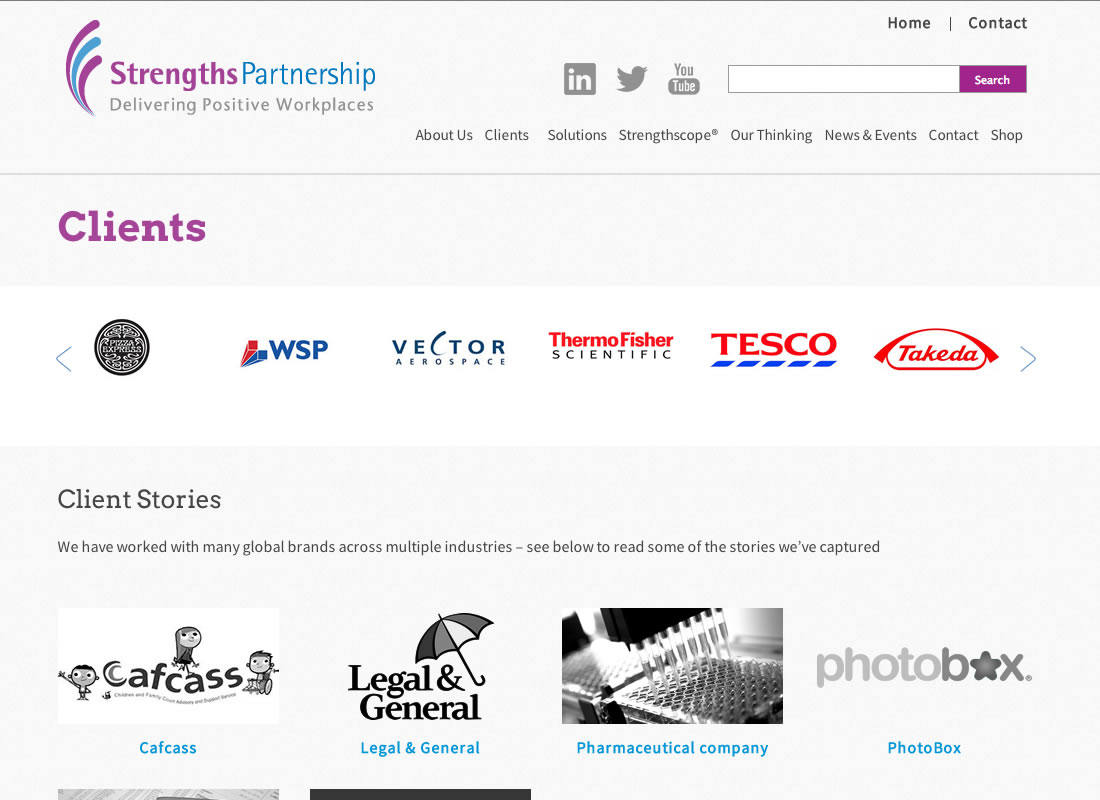 Home | Contact
Strengths Partnership
Delivering Positive Workplaces
in
You
Tube
Search
About Us Clients Solutions Strengthscope® Our Thinking News & Events Contact Shop
Clients
PIZZA
EXPRESS
WSP
VECTOR
AEROSPACE
ThermoFisher
SCIENTIFIC
TESCO
Takeda
Client Stories
We have worked with many global brands across multiple industries – see below to read some of the stories we’ve captured
Cafcass
Children and Family Court Advisory and Support Service
Legal &
General
photobox®
Cafcass
Legal & General
Pharmaceutical company
PhotoBox